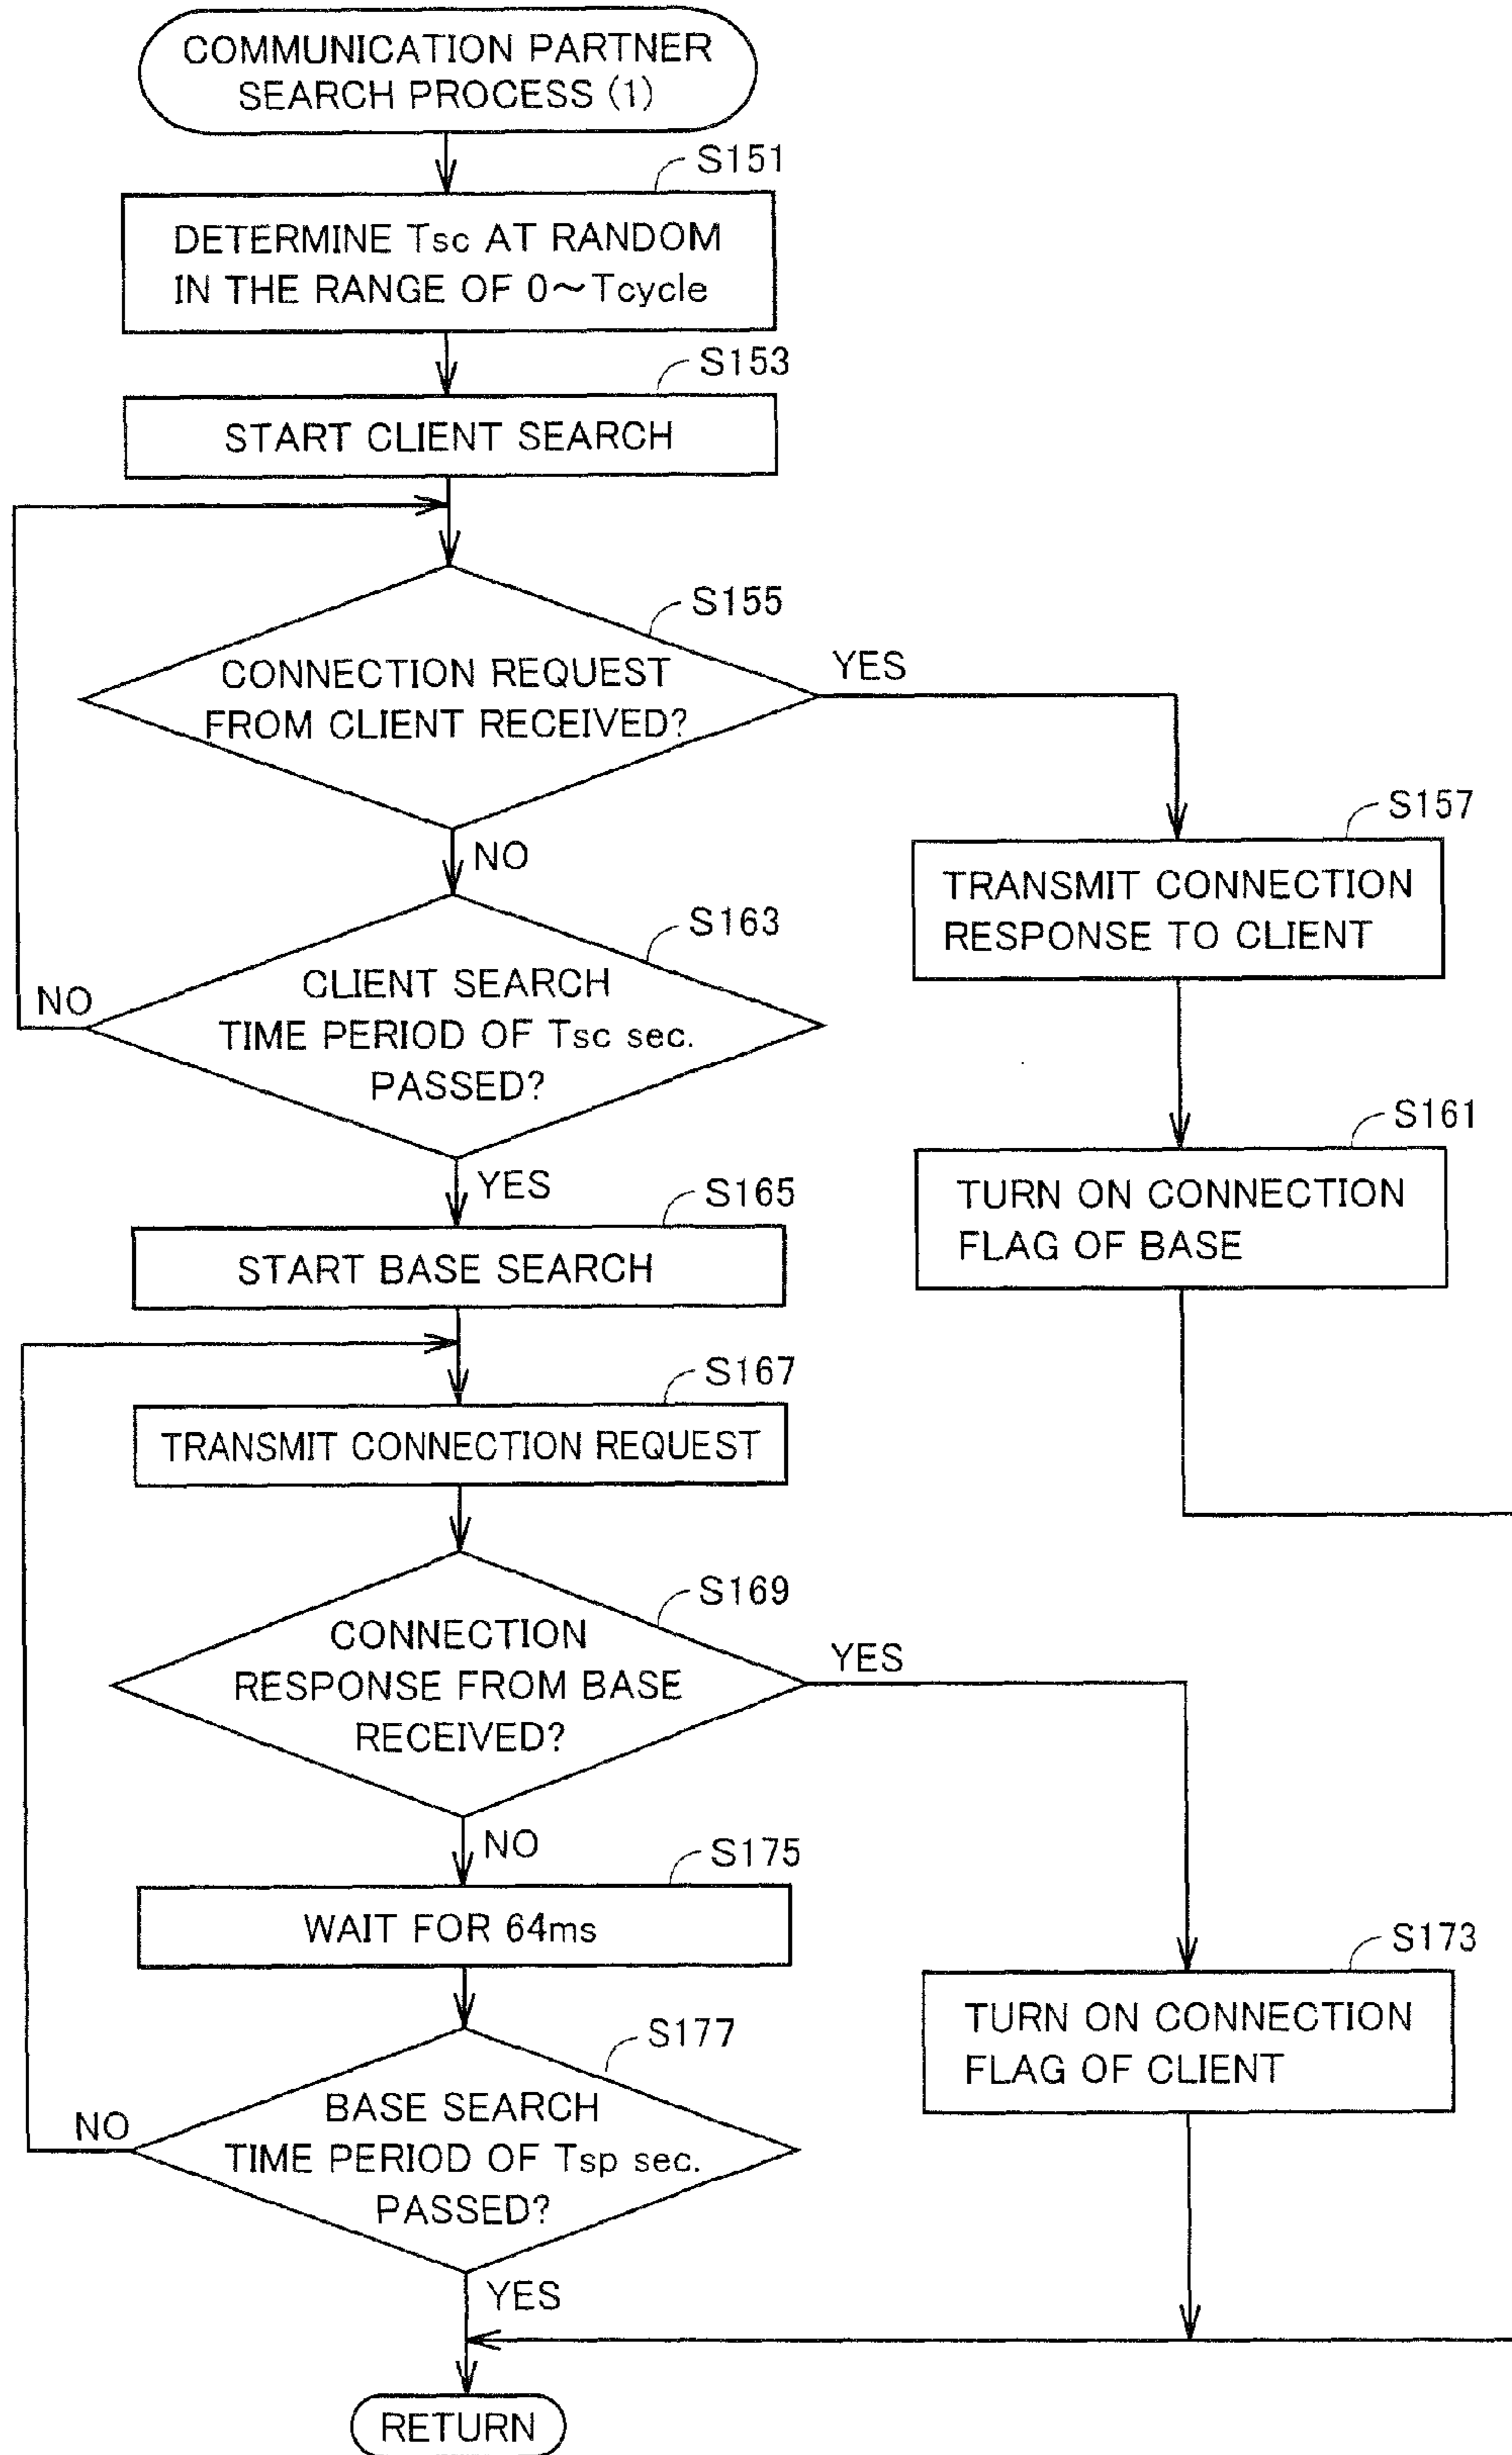 COMMUNICATION PARTNER
SEARCH PROCESS (1)
S151
DETERMINE Tsc AT RANDOM
IN THE RANGE OF 0～Tcycle
S153
START CLIENT SEARCH
S155
CONNECTION REQUEST
FROM CLIENT RECEIVED?
YES
NO
S157
TRANSMIT CONNECTION
RESPONSE TO CLIENT
S163
CLIENT SEARCH
TIME PERIOD OF Tsc sec.
PASSED?
NO
YES
S161
TURN ON CONNECTION
FLAG OF BASE
S165
START BASE SEARCH
S167
TRANSMIT CONNECTION REQUEST
S169
CONNECTION
RESPONSE FROM BASE
RECEIVED?
YES
NO
S175
WAIT FOR 64ms
S173
TURN ON CONNECTION
FLAG OF CLIENT
S177
BASE SEARCH
TIME PERIOD OF Tsp sec.
PASSED?
NO
YES
RETURN